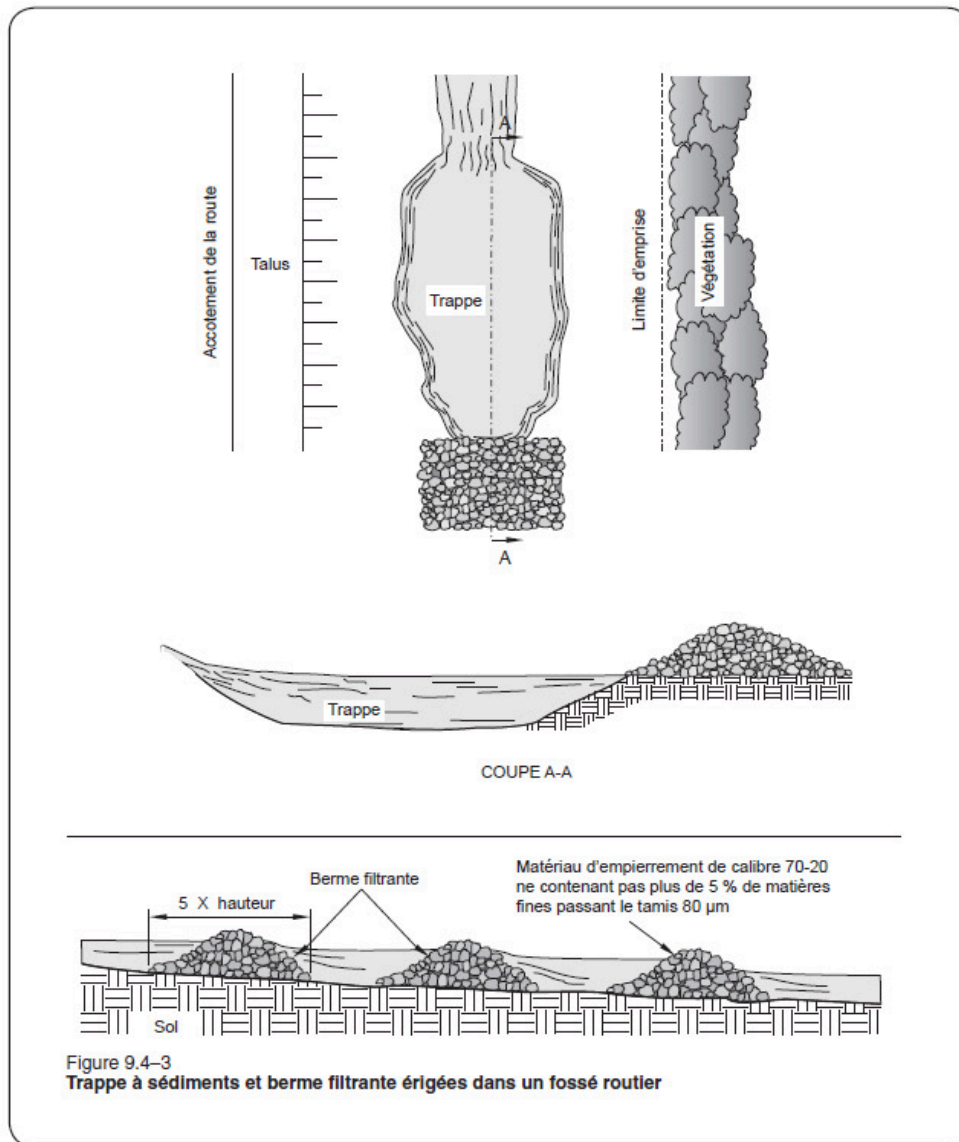 Accotement de la route
Talus
A
Trappe
Limite d'emprise
Végétation
A
Trappe
COUPE A-A
5 X hauteur
Berme filtrante
Matériau d'empierrement de calibre 70-20
ne contenant pas plus de 5 % de matières
fines passant le tamis 80 µm
Sol
Figure 9.4–3
Trappe à sédiments et berme filtrante érigées dans un fossé routier